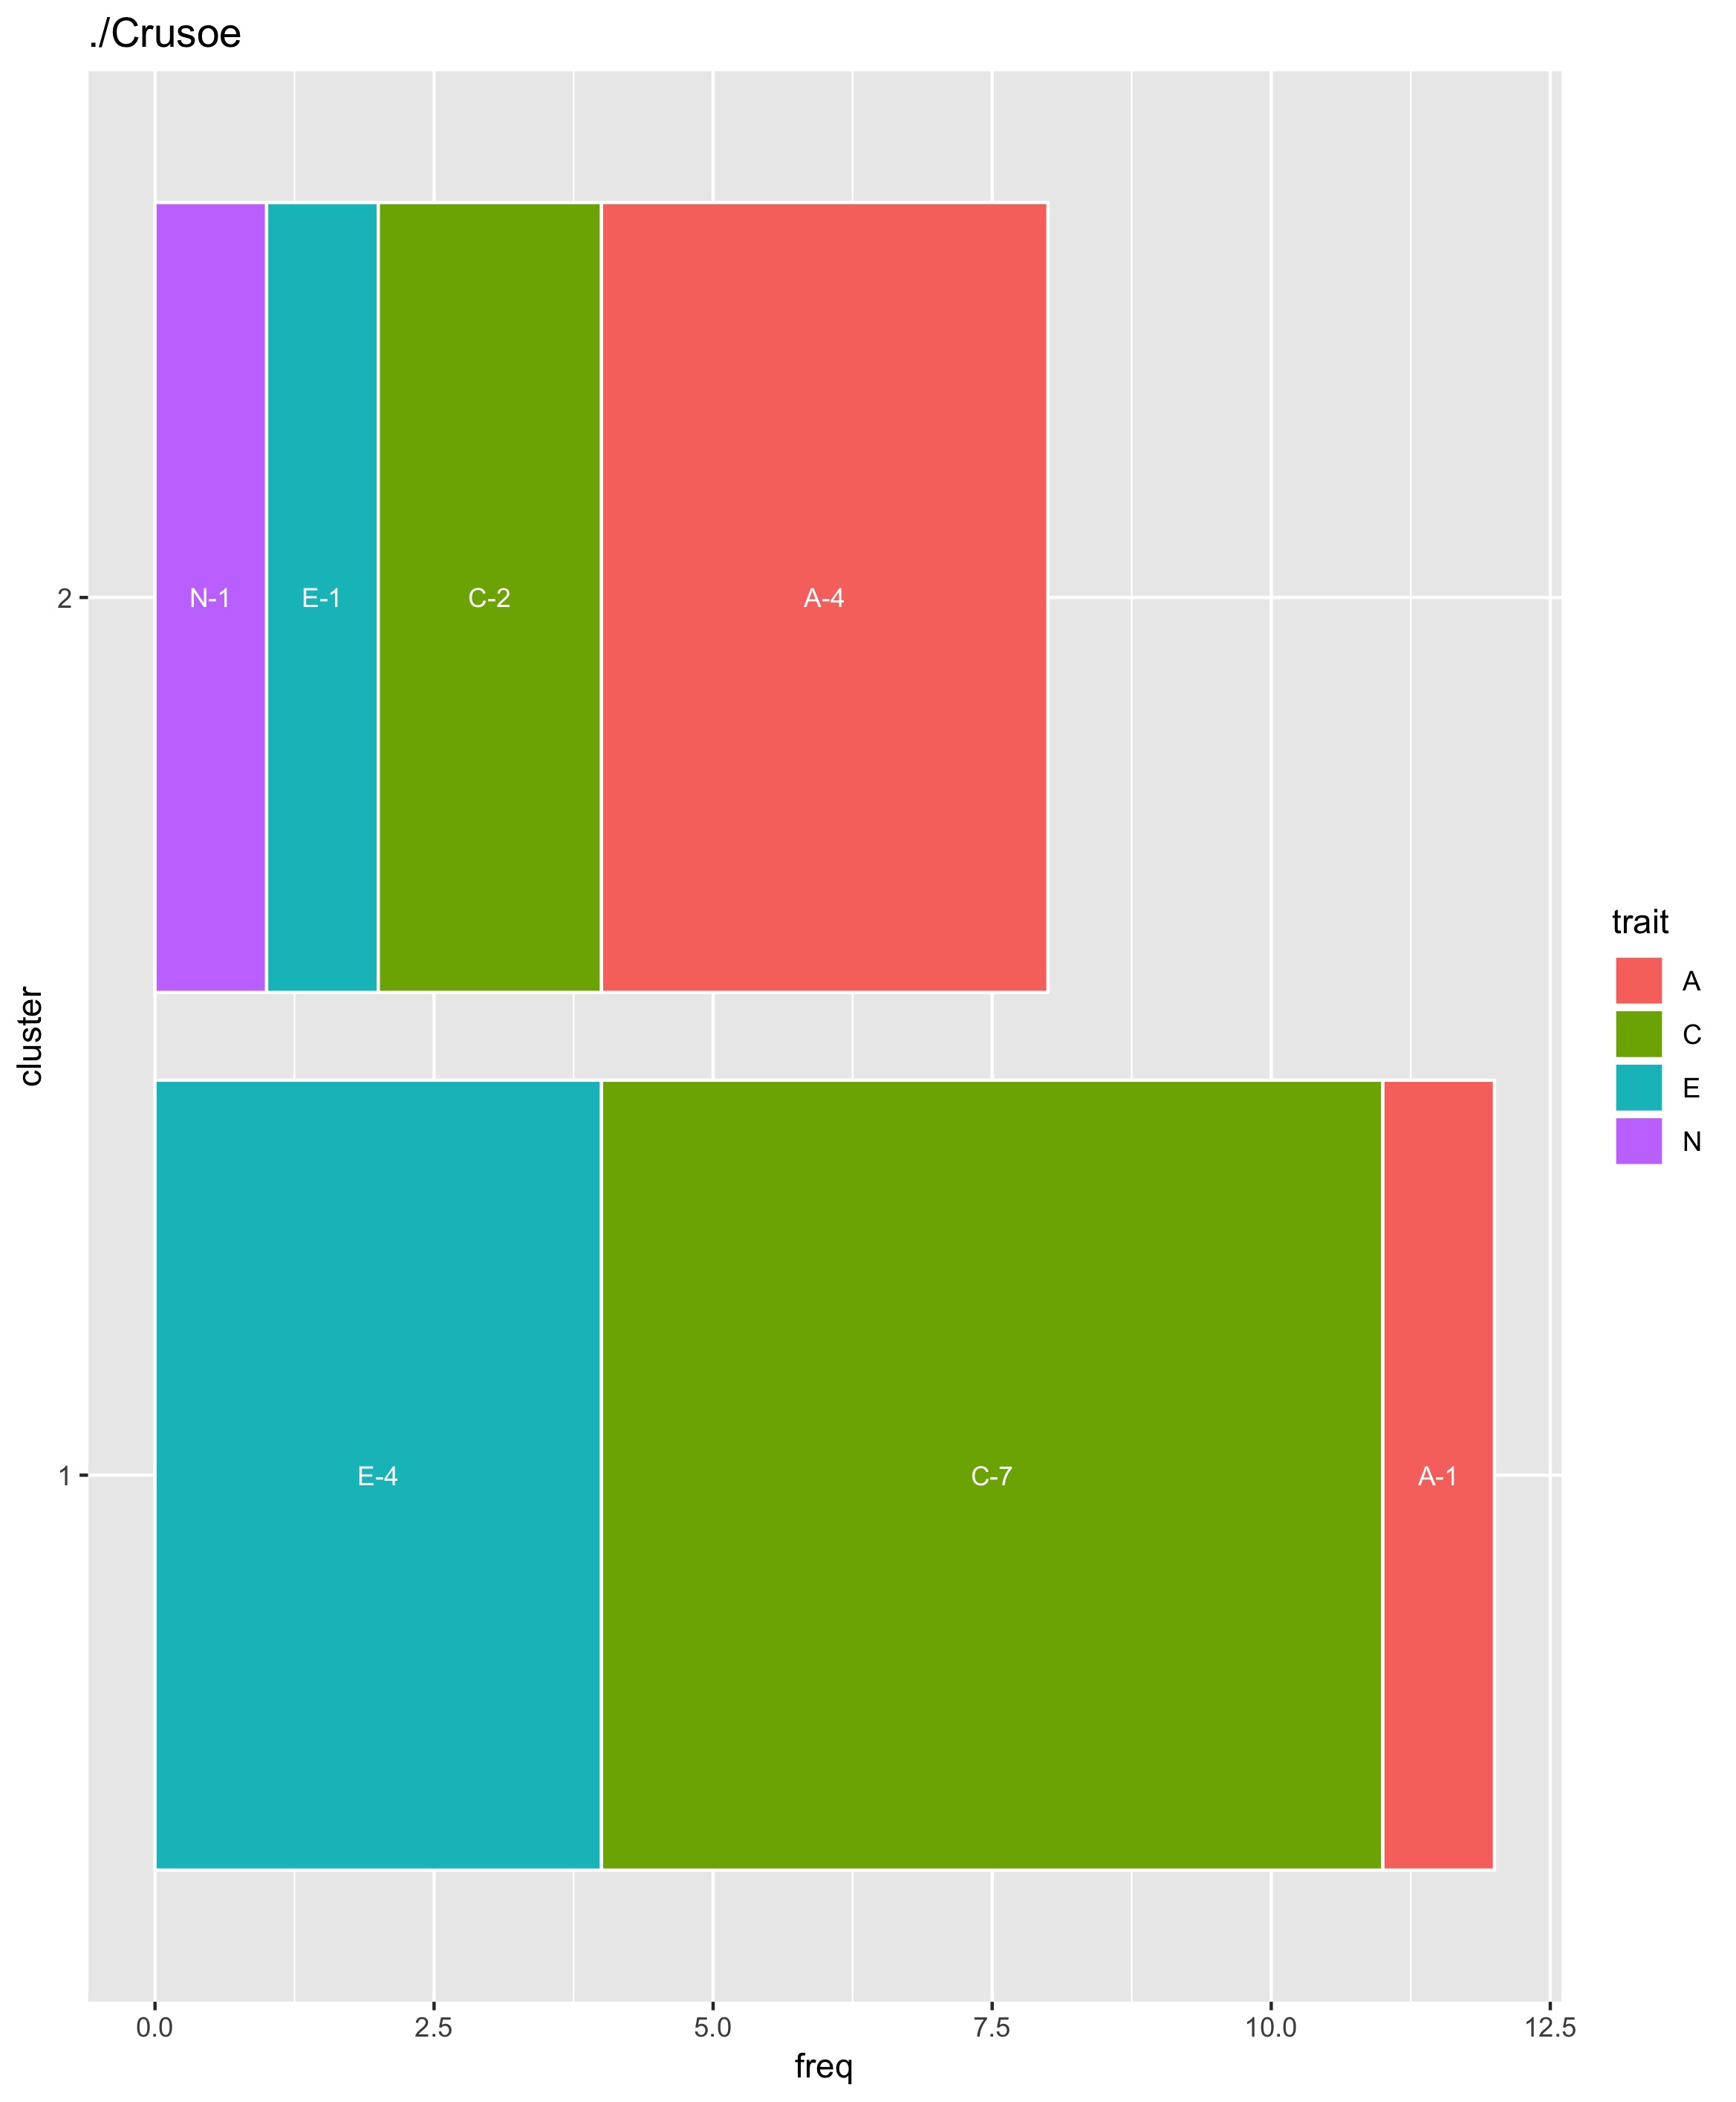 ./Crusoe
2
N-1
E-1
C-2
A-4
cluster
1
E-4
C-7
A-1
0.0
2.5
5.0
7.5
10.0
12.5
freq
trait
A
C
E
N